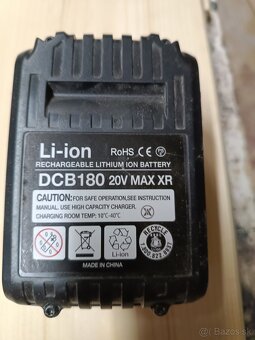 Li-ion RoHS CE
RECHARGEABLE LITHIUM ION BATTERY
DCB180 20V MAX XR
CAUTION: FOR SAFE OPERATION, SEE INSTRUCTION
MANUAL. USE HIGH CAPACITY CHARGER.
CHARGING ROOM TEMP: 10°C-40°C
Li-ion
RECYCLE
MADE IN CHINA
bazos.sk